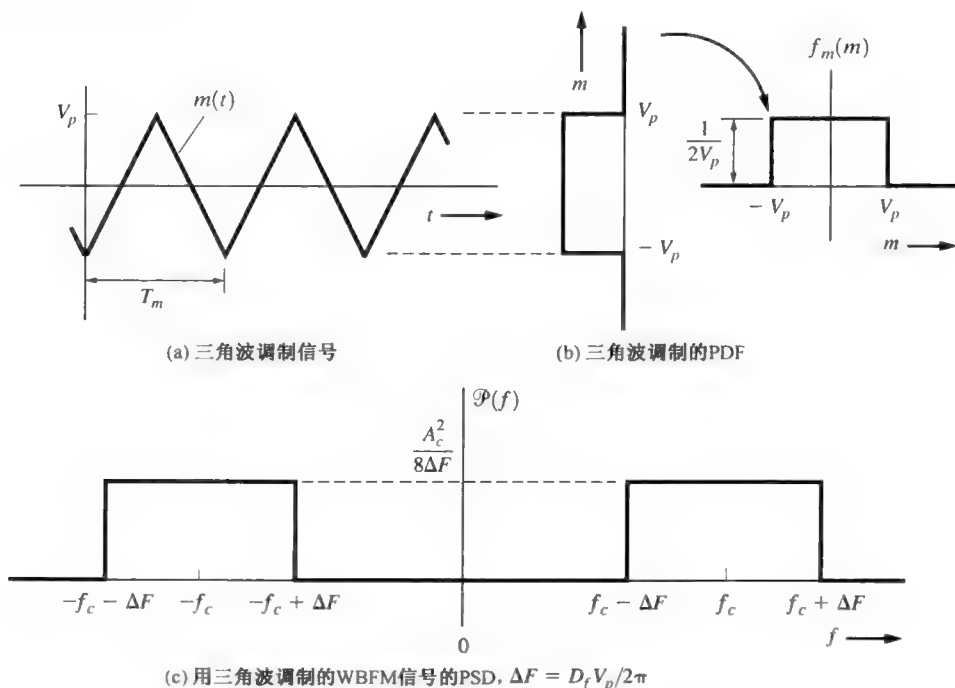 V_p
m(t)
t
T_m
(a) 三角波调制信号
m
V_p
−V_p
f_m(m)
1/2V_p
−V_p
V_p
m
(b) 三角波调制的PDF
𝒫(f)
A_c^2/8ΔF
−f_c − ΔF
−f_c
−f_c + ΔF
f_c − ΔF
f_c
f_c + ΔF
0
f
(c) 用三角波调制的WBFM信号的PSD, ΔF = D_f V_p/2π